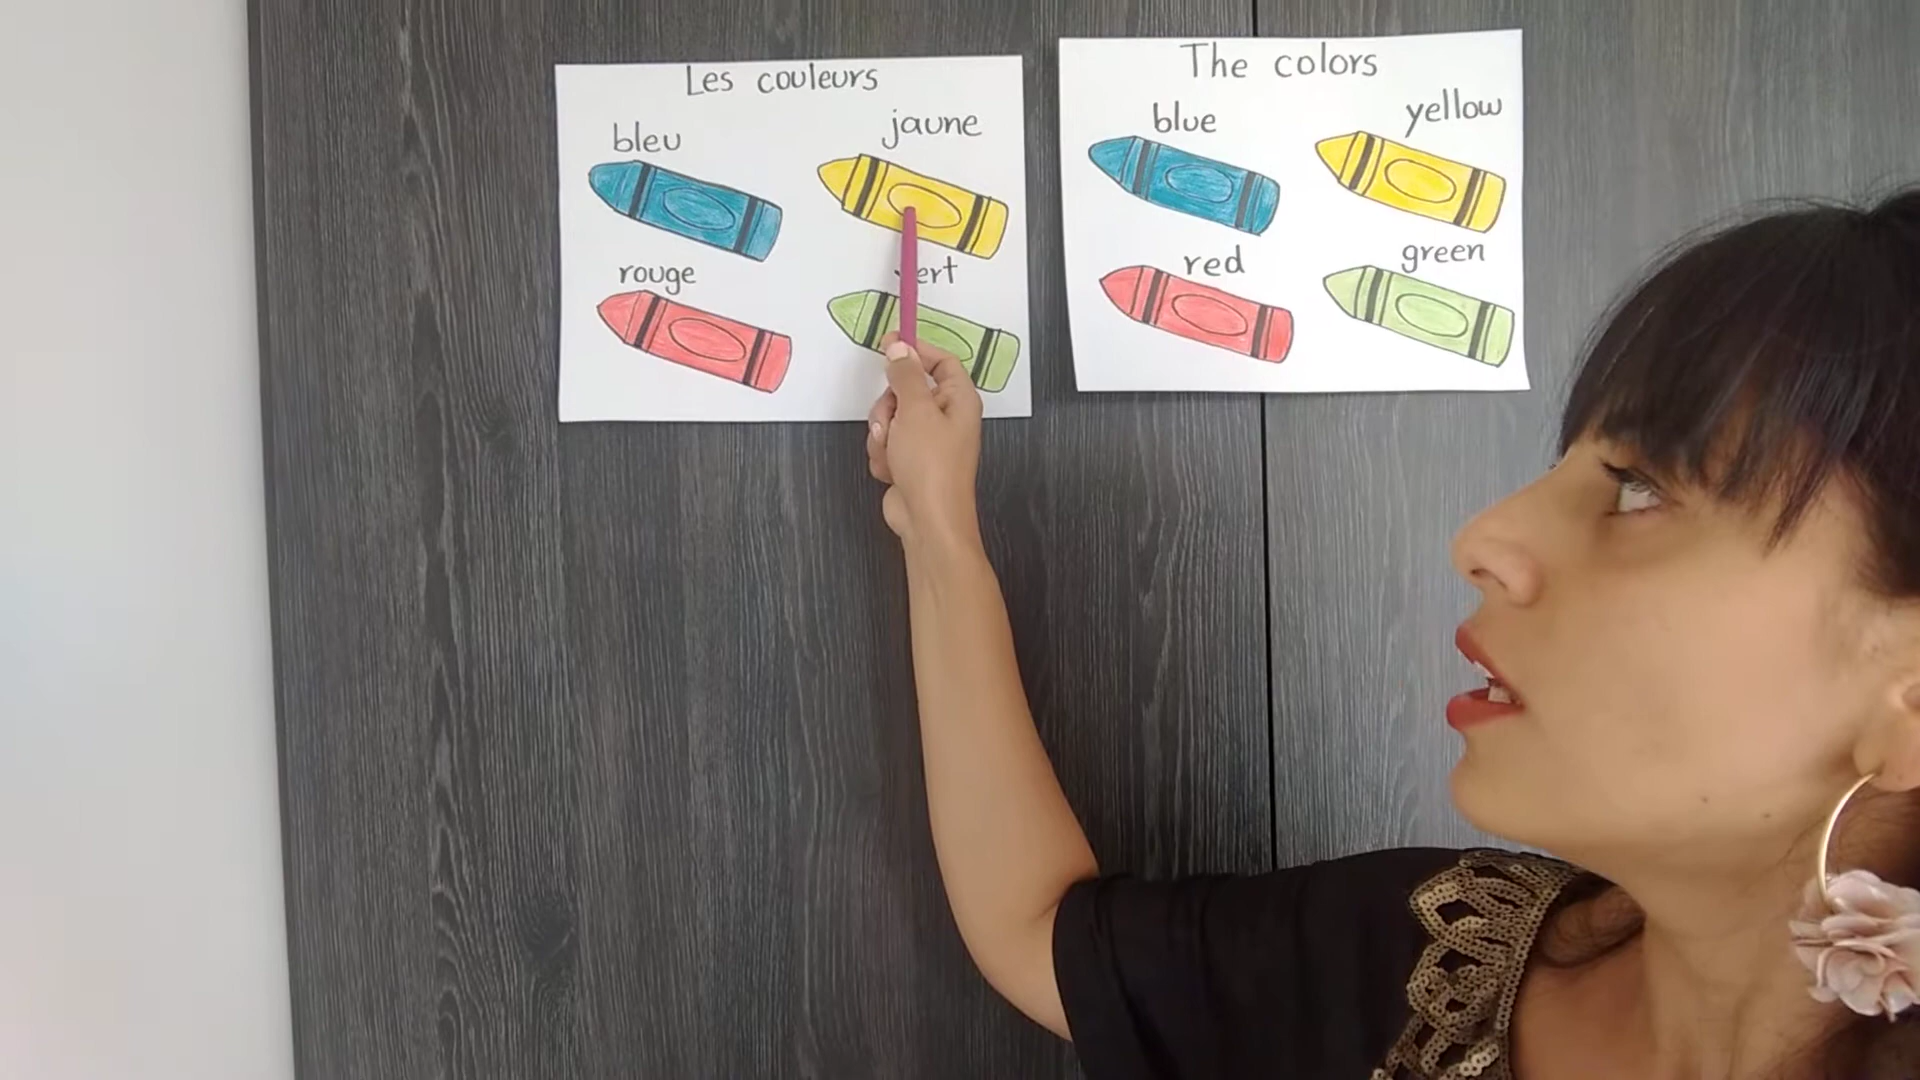 Les couleurs
bleu jaune
rouge
The colors
blue yellow
red green